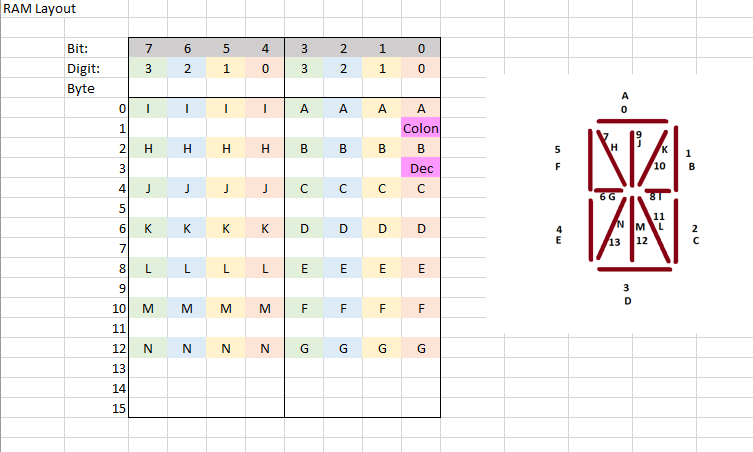 RAM Layout
Bit: 7 6 5 4 3 2 1 0
Digit: 3 2 1 0 3 2 1 0
Byte
0 I I I I A A A A
1 Colon
2 H H H H B B B B
3 Dec
4 J J J J C C C C
5
6 K K K K D D D D
7
8 L L L L E E E E
9
10 M M M M F F F F
11
12 N N N N G G G G
13
14
15
A
0
7 9
H J K
5 1
F 10 B
6 G 8 I
11
4 N M L 2
E 13 12 C
3
D